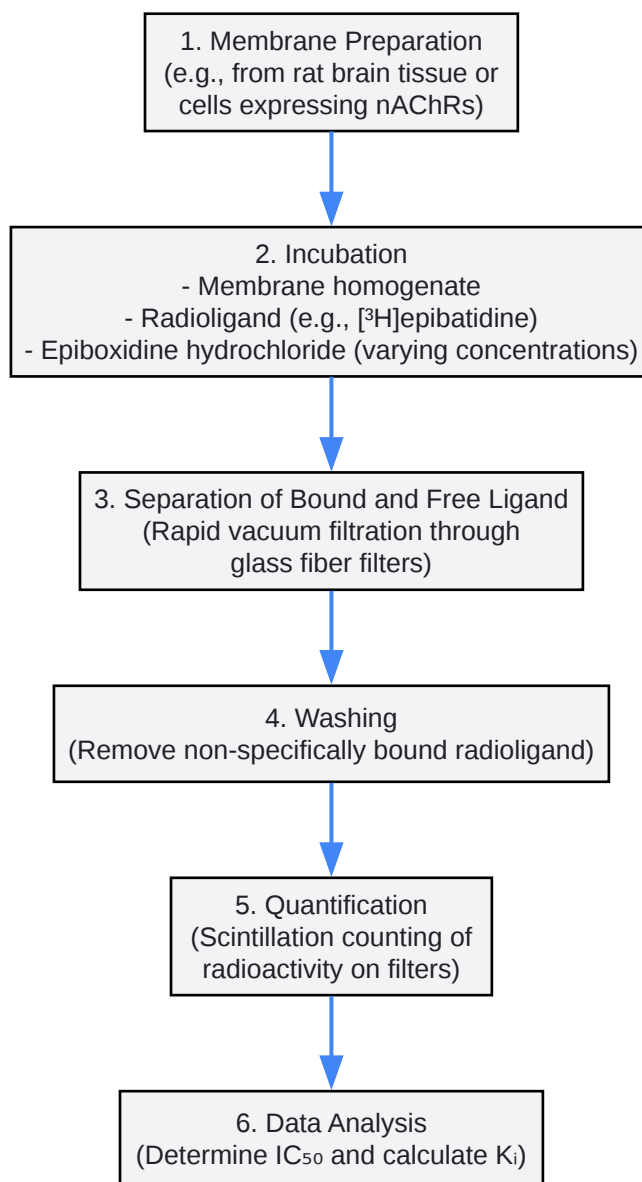 1. Membrane Preparation
(e.g., from rat brain tissue or
cells expressing nAChRs)
2. Incubation
- Membrane homogenate
- Radioligand (e.g., [³H]epibatidine)
- Epiboxidine hydrochloride (varying concentrations)
3. Separation of Bound and Free Ligand
(Rapid vacuum filtration through
glass fiber filters)
4. Washing
(Remove non-specifically bound radioligand)
5. Quantification
(Scintillation counting of
radioactivity on filters)
6. Data Analysis
(Determine IC₅₀ and calculate Kᵢ)